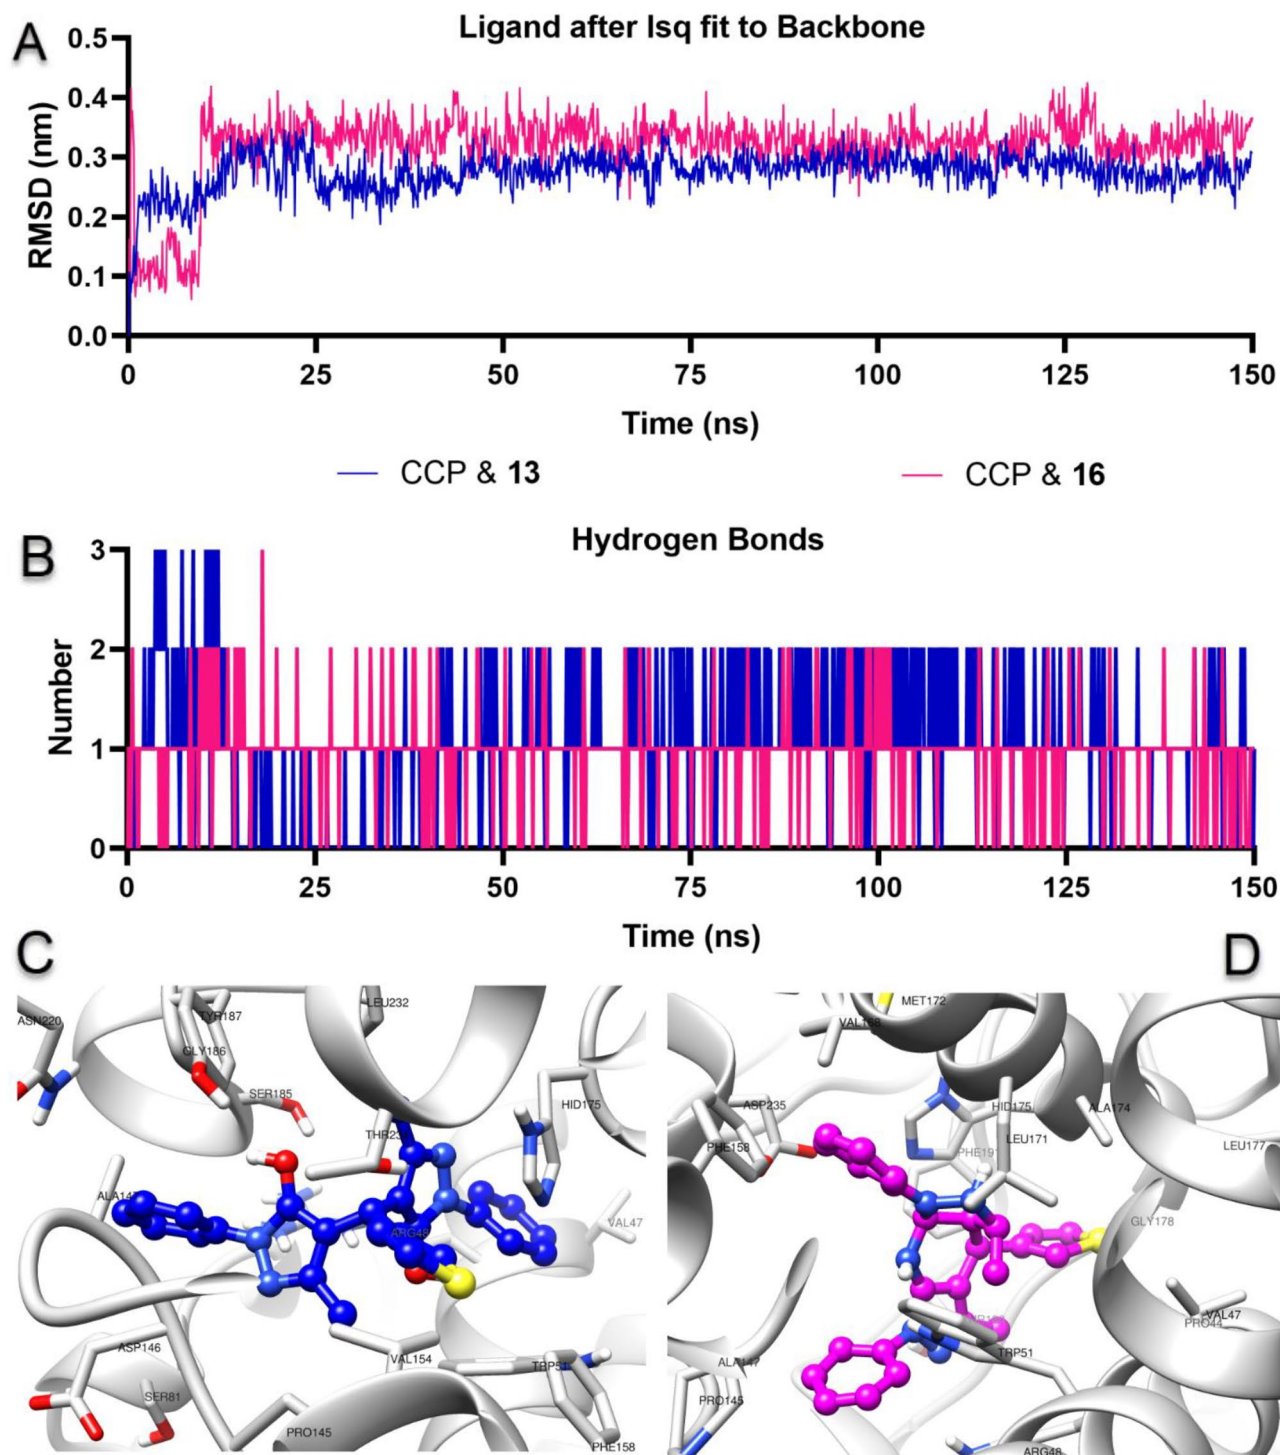 A
Ligand after lsq fit to Backbone
RMSD (nm)
0.5
0.4
0.3
0.2
0.1
0.0
0 25 50 75 100 125 150
Time (ns)
CCP & 13 CCP & 16
B
Hydrogen Bonds
Number
3
2
1
0
0 25 50 75 100 125 150
Time (ns)
C
ASN220
TYR187
LEU232
GLY186
SER185
HID175
ARG48
VAL47
ASP146
VAL154
TRP51
SER81
PRO145
PHE158
D
MET172
ASP235
HID175
ALA174
PHE158
LEU171
LEU177
GLY178
VAL47
PRO44
TRP51
ALA147
PRO145
ARG48